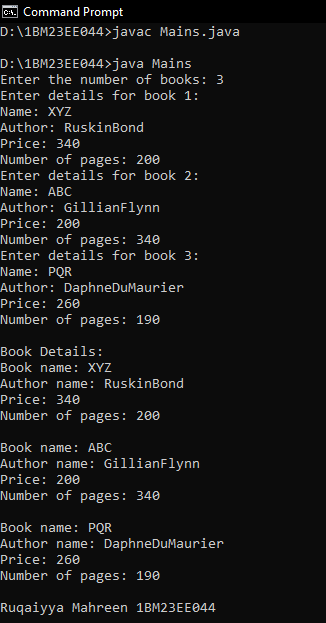 Command Prompt
D:\1BM23EE044>javac Mains.java
D:\1BM23EE044>java Mains
Enter the number of books: 3
Enter details for book 1:
Name: XYZ
Author: RuskinBond
Price: 340
Number of pages: 200
Enter details for book 2:
Name: ABC
Author: GillianFlynn
Price: 200
Number of pages: 340
Enter details for book 3:
Name: PQR
Author: DaphneDuMaurier
Price: 260
Number of pages: 190
Book Details:
Book name: XYZ
Author name: RuskinBond
Price: 340
Number of pages: 200
Book name: ABC
Author name: GillianFlynn
Price: 200
Number of pages: 340
Book name: PQR
Author name: DaphneDuMaurier
Price: 260
Number of pages: 190
Ruqaiyya Mahreen 1BM23EE044